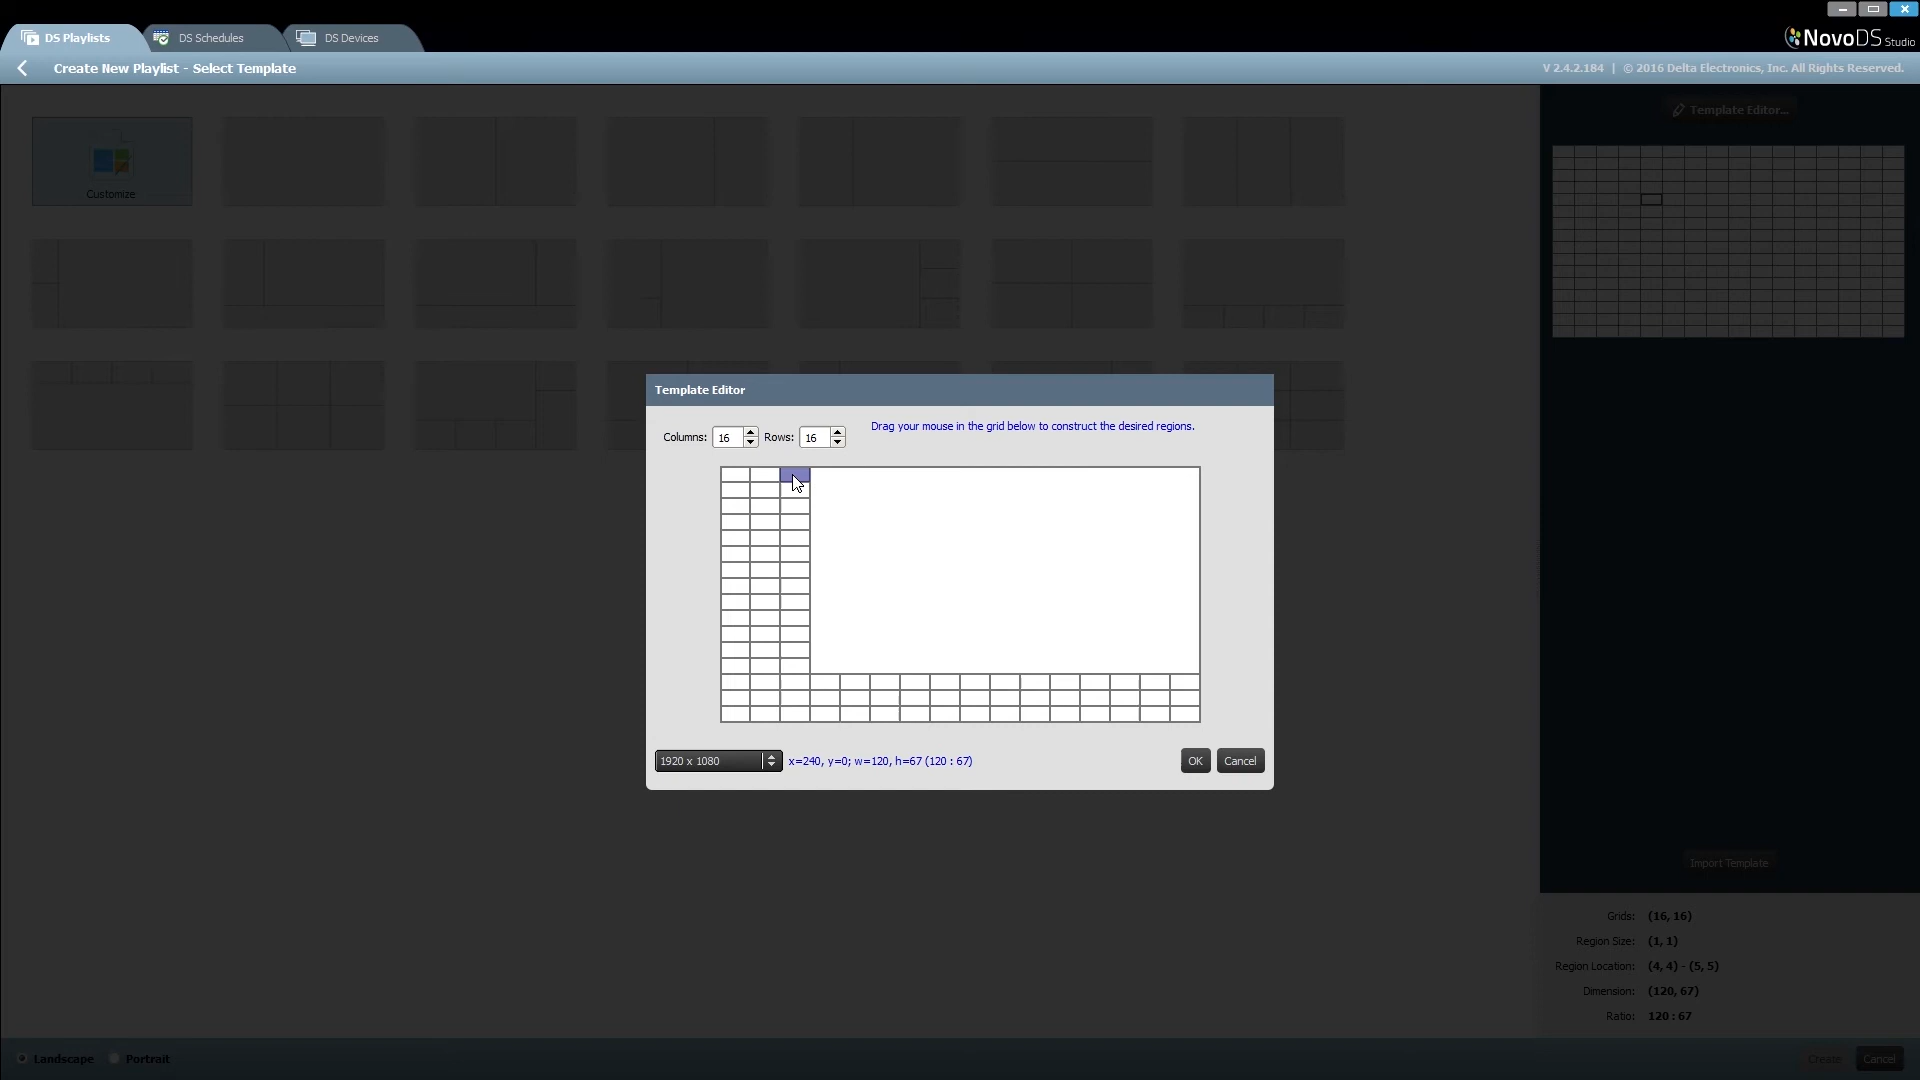 DS Playlists
DS Schedules
DS Devices
NovoDS Studio
Create New Playlist - Select Template
V 2.4.2.184 | © 2016 Delta Electronics, Inc. All Rights Reserved.
Template Editor...
Customize
Template Editor
Columns: 16 Rows: 16
Drag your mouse in the grid below to construct the desired regions.
1920 x 1080
x=240, y=0; w=120, h=67 (120 : 67)
OK
Cancel
Import Template
Grids: (16, 16)
Region Size: (1, 1)
Region Location: (4, 4) - (5, 5)
Dimension: (120, 67)
Ratio: 120 : 67
Landscape
Portrait
Create
Cancel